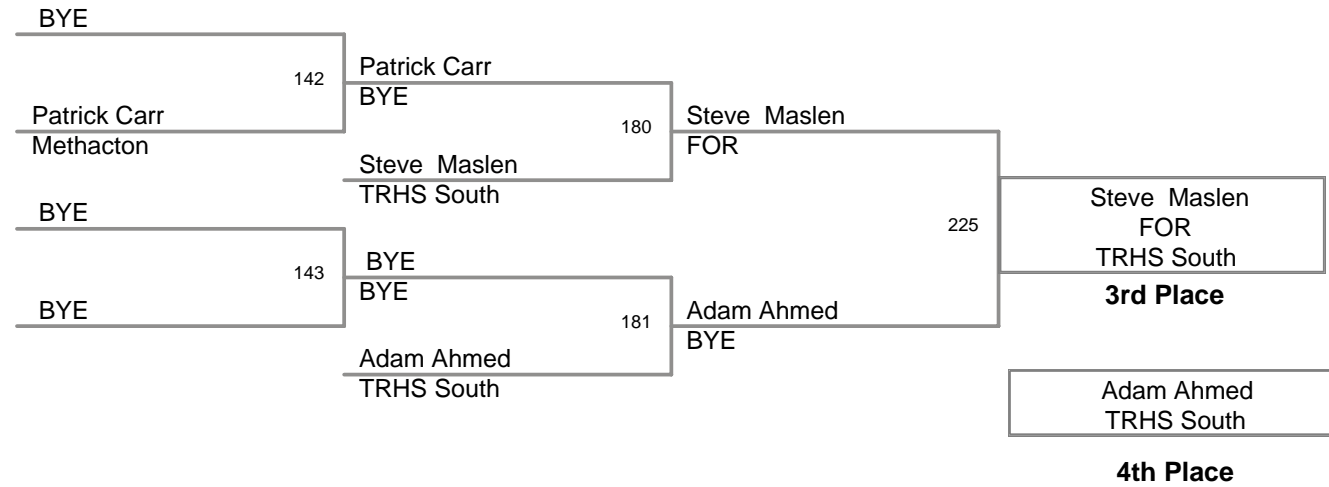 BYE
142
Patrick Carr
BYE
Patrick Carr
Methacton
180
Steve  Maslen
FOR
Steve  Maslen
TRHS South
BYE
225
Steve  Maslen
FOR
TRHS South
3rd Place
143
BYE
BYE
BYE
181
Adam Ahmed
BYE
Adam Ahmed
TRHS South
Adam Ahmed
TRHS South
4th Place